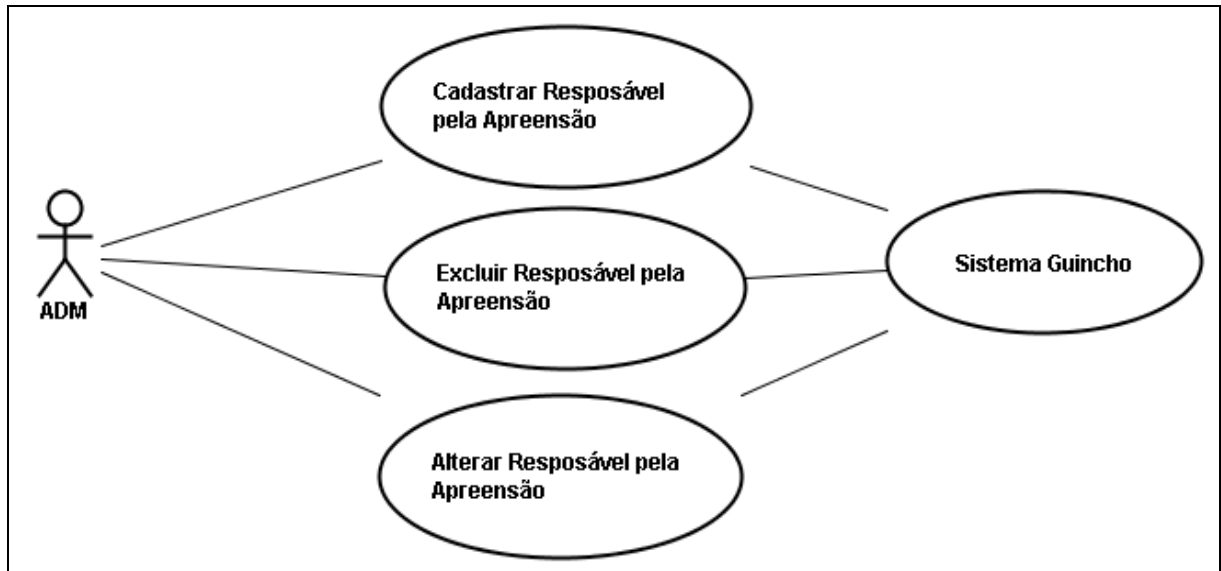 Cadastrar Resposável
pela Apreensão
ADM
Excluir Resposável pela
Apreensão
Sistema Guincho
Alterar Resposável pela
Apreensão